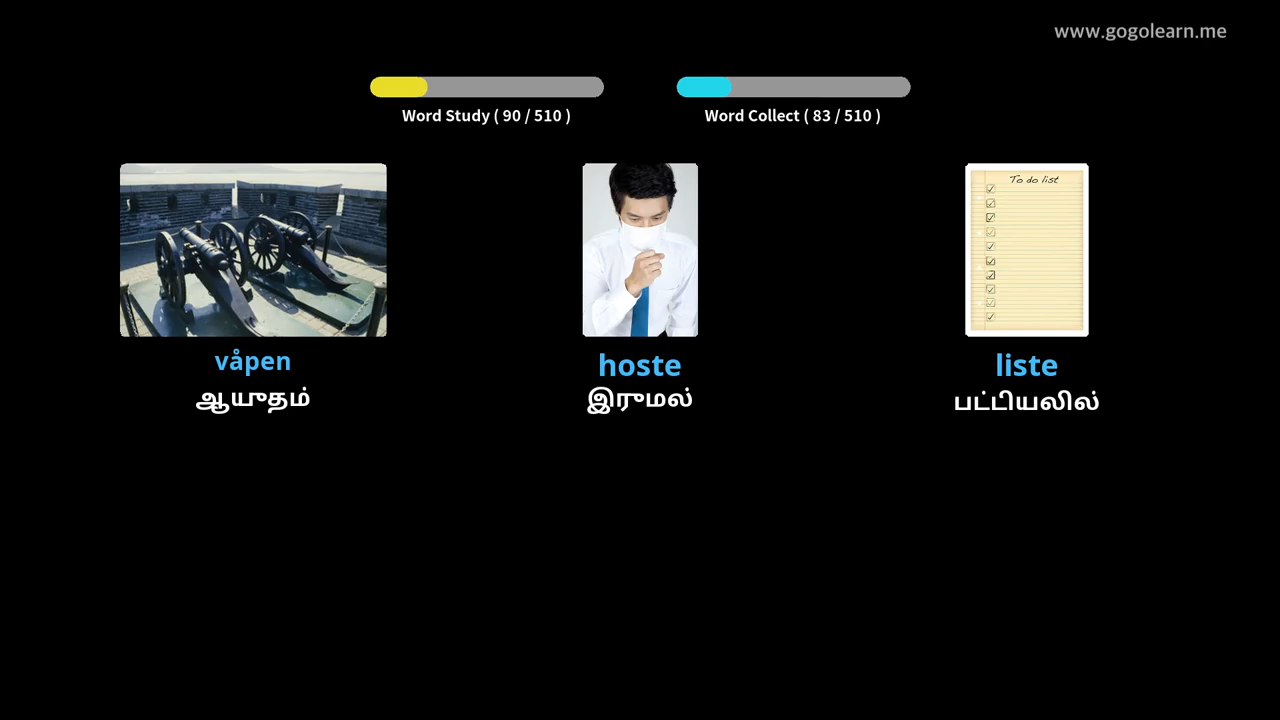 www.gogolearn.me
Word Study ( 90 / 510 )
Word Collect ( 83 / 510 )
To do list
våpen
hoste
liste
ஆயுதம்
இருமல்
பட்டியலில்